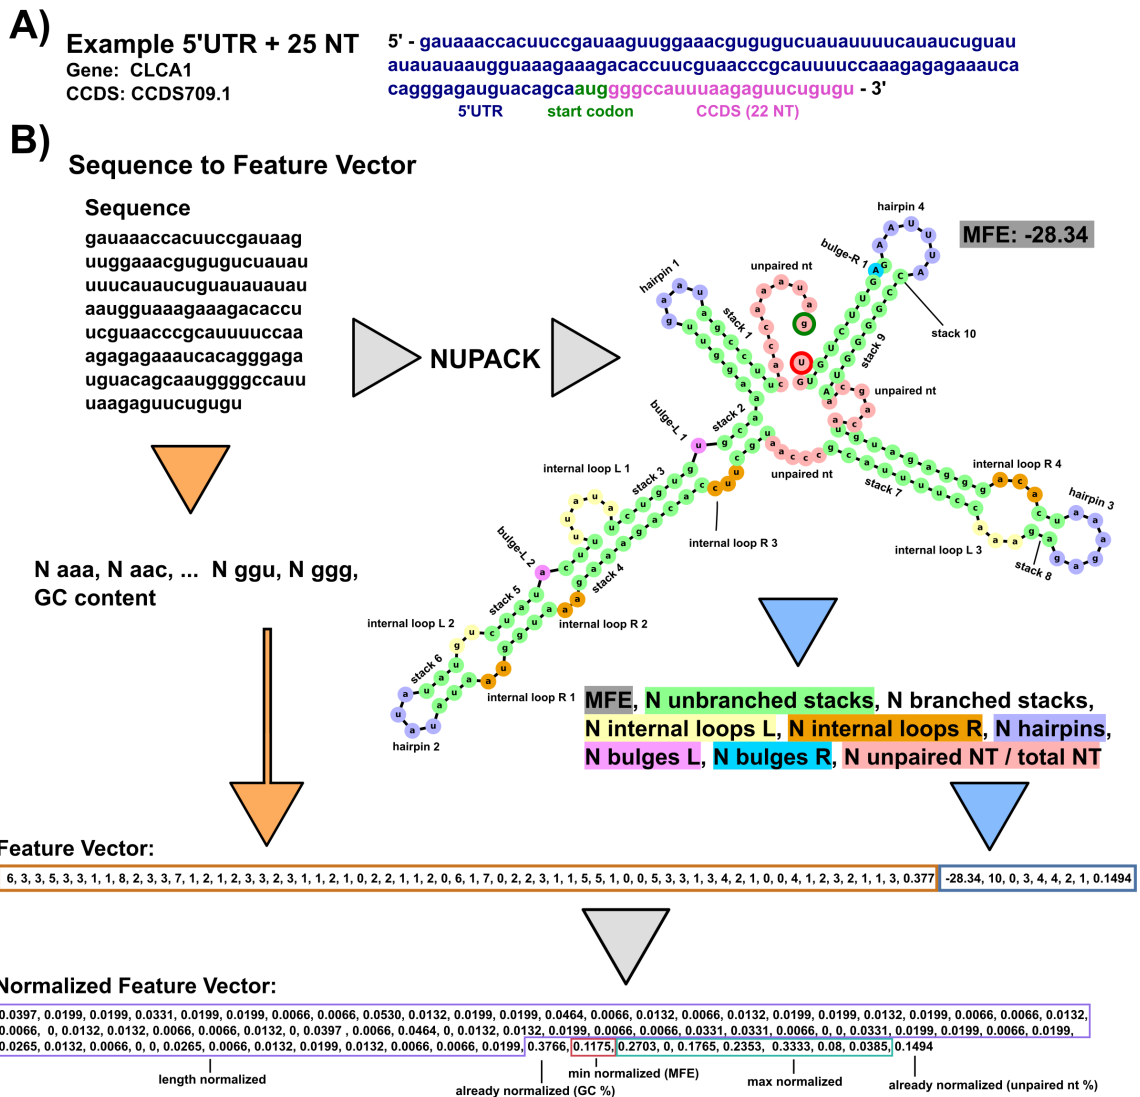 A)
Example 5'UTR + 25 NT
Gene: CLCA1
CCDS: CCDS709.1
5' - gauaaaccacuuccgauaaguuggaaacgugugucuauauuuucauaucuguau
auauauaaugguaaagaaagacaccuucguaacccgcauuuuccaaagagagaaauca
cagggagauguacagcaauggggccauuuaagaguucugugu - 3'
5'UTR start codon CCDS (22 NT)
B)
Sequence to Feature Vector
Sequence
gauaaaccacuuccgauaag
uuggaaacgugugucuauau
uuucauaucuguauauauau
aaugguaaagaaagacaccu
ucguaacccgcauuuuccaa
agagagaaaucacagggaga
uguacagcaauggggccauu
uaagaguucugugu
NUPACK
MFE: -28.34
hairpin 4
bulge-R 1
unpaired nt
hairpin 1
stack 1
stack 10
stack 9
unpaired nt
stack 2
bulge-L 1
unpaired nt
internal loop R 4
hairpin 3
stack 7
internal loop L 1
stack 3
internal loop R 3
internal loop L 3
stack 8
bulge-L 2
stack 4
stack 5
internal loop L 2
internal loop R 2
stack 6
internal loop R 1
hairpin 2
N aaa, N aac, ... N ggu, N ggg,
GC content
MFE, N unbranched stacks, N branched stacks,
N internal loops L, N internal loops R, N hairpins,
N bulges L, N bulges R, N unpaired NT / total NT
Feature Vector:
6, 3, 3, 5, 3, 3, 1, 1, 8, 2, 3, 3, 7, 1, 2, 1, 2, 3, 3, 2, 3, 1, 1, 2, 1, 0, 2, 2, 1, 1, 2, 0, 6, 1, 7, 0, 2, 2, 3, 1, 1, 5, 5, 1, 0, 0, 5, 3, 3, 1, 3, 4, 2, 1, 0, 0, 4, 1, 2, 3, 2, 1, 1, 3, 0.377 -28.34, 10, 0, 3, 4, 4, 2, 1, 0.1494
Normalized Feature Vector:
0.0397, 0.0199, 0.0199, 0.0331, 0.0199, 0.0199, 0.0066, 0.0066, 0.0530, 0.0132, 0.0199, 0.0199, 0.0464, 0.0066, 0.0132, 0.0066, 0.0132, 0.0199, 0.0199, 0.0132, 0.0199, 0.0066, 0.0066, 0.0132,
0.0066, 0, 0.0132, 0.0132, 0.0066, 0.0066, 0.0132, 0, 0.0397 , 0.0066, 0.0464, 0, 0.0132, 0.0132, 0.0199, 0.0066, 0.0066, 0.0331, 0.0331, 0.0066, 0, 0, 0.0331, 0.0199, 0.0199, 0.0066, 0.0199,
0.0265, 0.0132, 0.0066, 0, 0, 0.0265, 0.0066, 0.0132, 0.0199, 0.0132, 0.0066, 0.0066, 0.0199, 0.3766, 0.1175, 0.2703, 0, 0.1765, 0.2353, 0.3333, 0.08, 0.0385, 0.1494
length normalized
already normalized (GC %)
min normalized (MFE)
max normalized
already normalized (unpaired nt %)